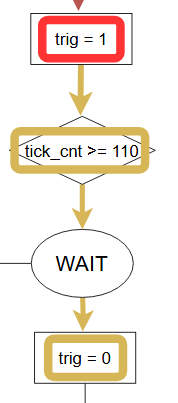 trig = 1
tick_cnt >= 110
WAIT
trig = 0